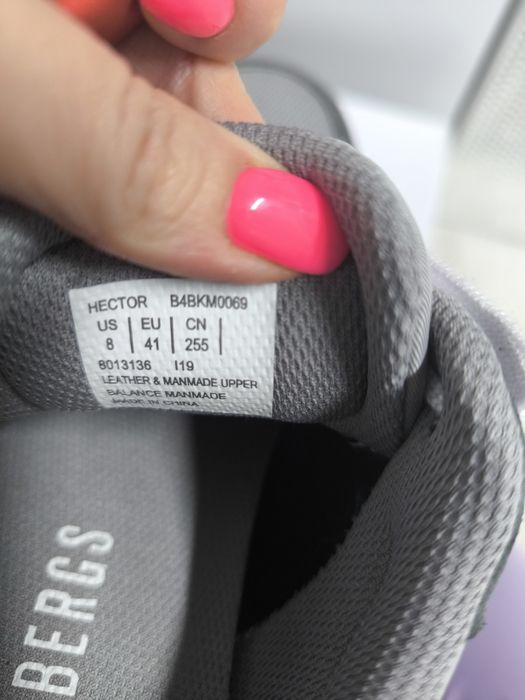 HECTOR B4BKM0069
US | EU | CN |
8 | 41 | 255 |
8013136 I19
LEATHER & MANMADE UPPER
BALANCE MANMADE
MADE IN CHINA
BERGS